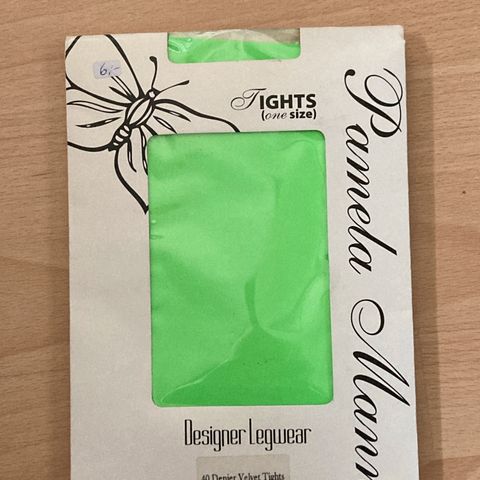 6,-
TIGHTS
(one size)
Pamela Mann
Designer Legwear
40 Denier Velvet Tights